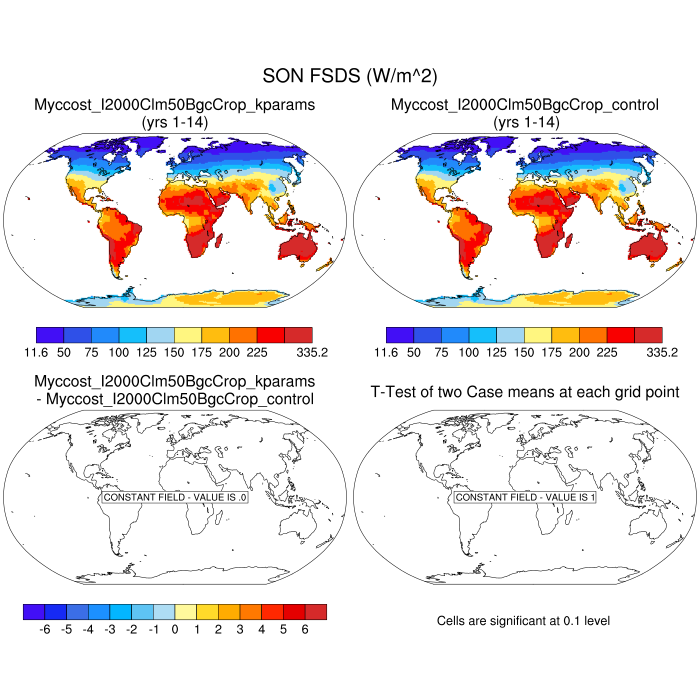 SON FSDS (W/m^2)
Myccost_I2000Clm50BgcCrop_kparams
(yrs 1-14)
Myccost_I2000Clm50BgcCrop_control
(yrs 1-14)
11.6 50 75 100 125 150 175 200 225 335.2
11.6 50 75 100 125 150 175 200 225 335.2
Myccost_I2000Clm50BgcCrop_kparams
- Myccost_I2000Clm50BgcCrop_control
T-Test of two Case means at each grid point
CONSTANT FIELD - VALUE IS .0
CONSTANT FIELD - VALUE IS 1
-6 -5 -4 -3 -2 -1 0 1 2 3 4 5 6
Cells are significant at 0.1 level